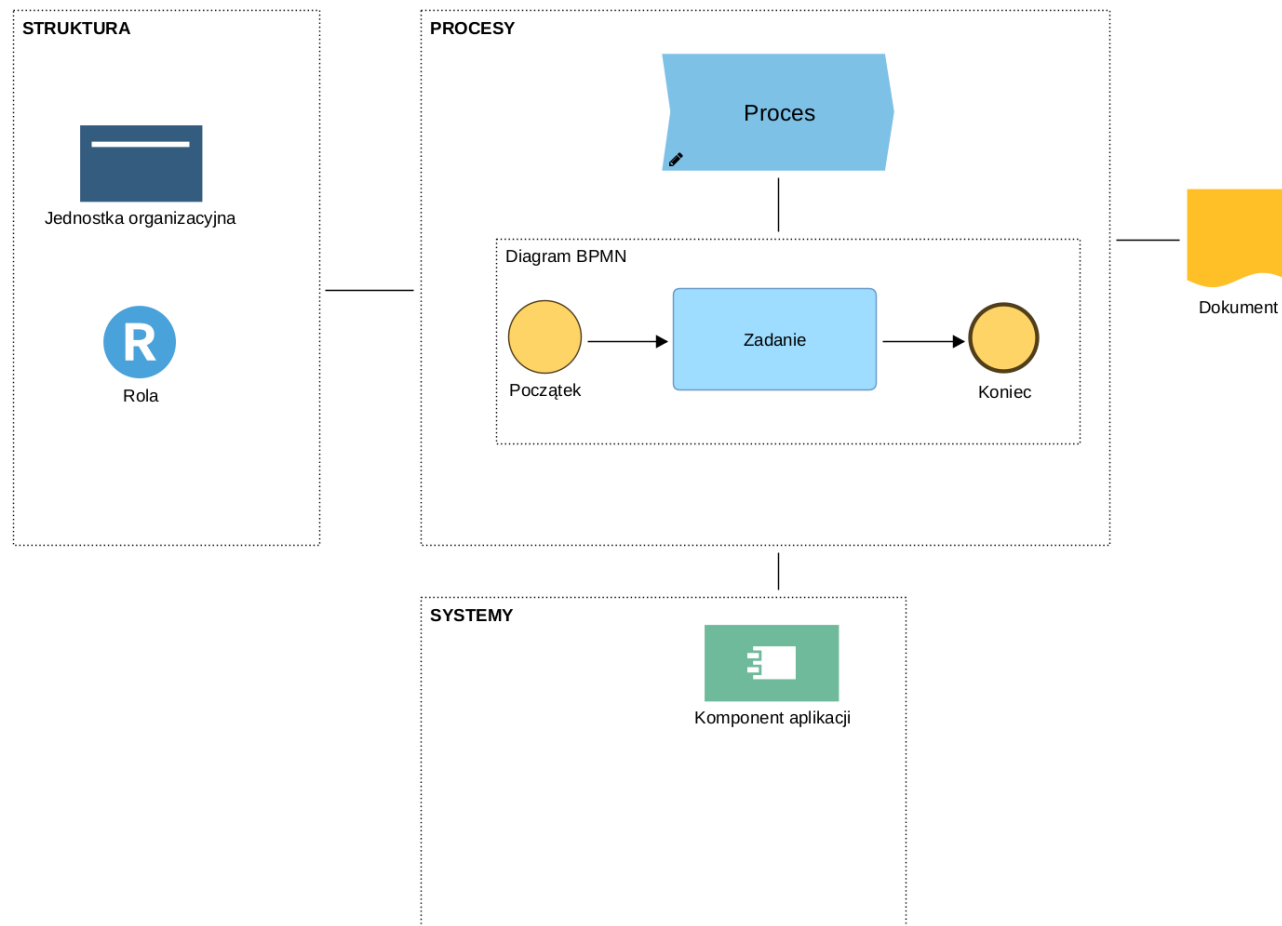 STRUKTURA
Jednostka organizacyjna
R
Rola
PROCESY
Proces
Diagram BPMN
Początek
Zadanie
Koniec
Dokument
SYSTEMY
Komponent aplikacji